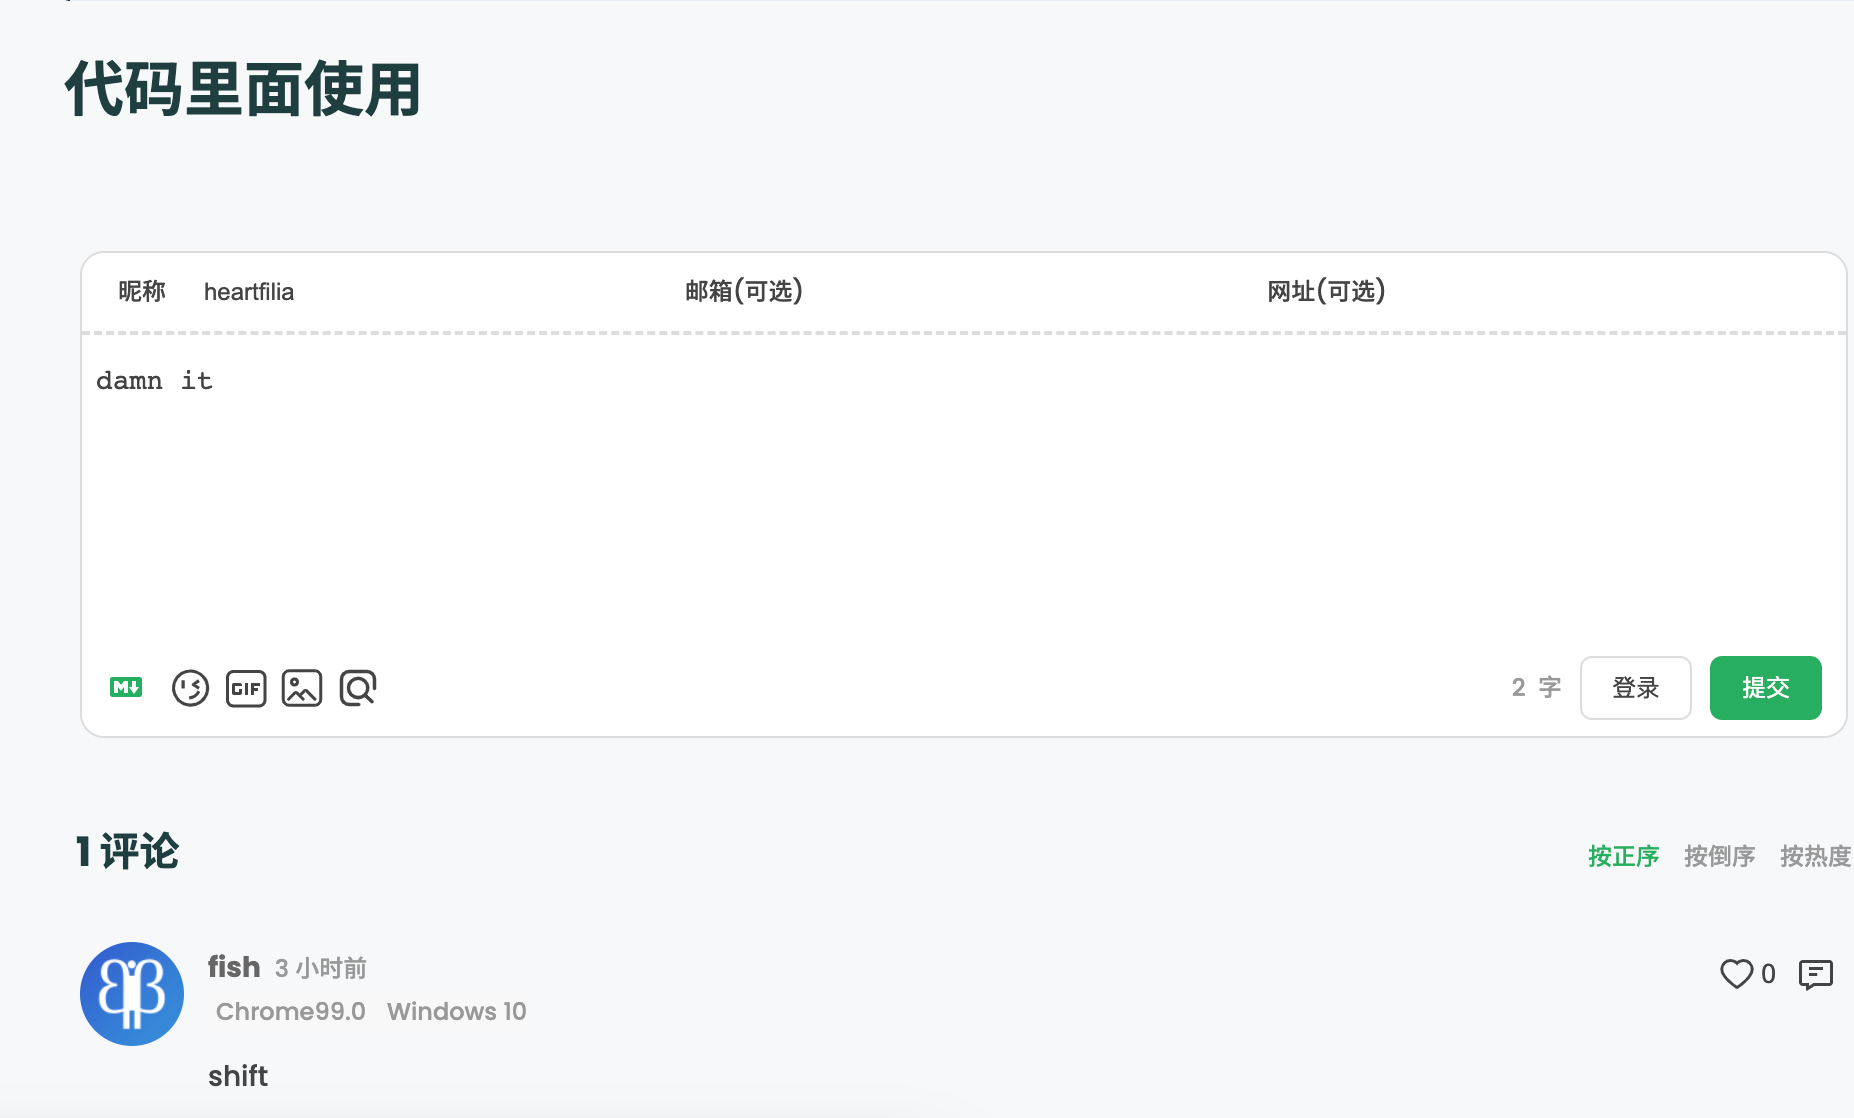 代码里面使用
昵称 heartfilia 邮箱(可选) 网址(可选)
damn it
M↓ GIF 2 字 登录 提交
1 评论 按正序 按倒序 按热度
fish 3 小时前 0
Chrome99.0 Windows 10
shift